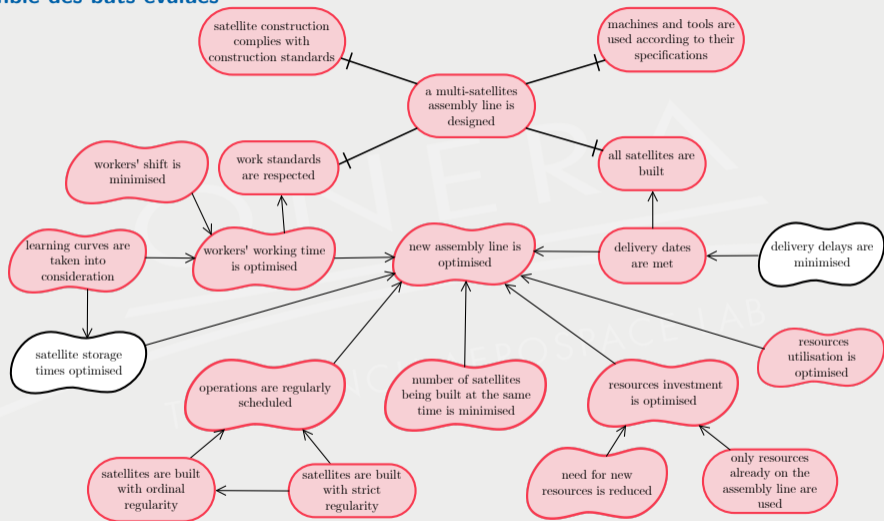 satellite construction
complies with
construction standards
machines and tools are
used according to their
specifications
a multi-satellites
assembly line is
designed
workers' shift is
minimised
work standards
are respected
all satellites are
built
learning curves are
taken into
consideration
workers' working time
is optimised
new assembly line is
optimised
delivery dates
are met
delivery delays are
minimised
satellite storage
times optimised
operations are regularly
scheduled
number of satellites
being built at the same
time is minimised
resources investment
is optimised
resources
utilisation is
optimised
satellites are built
with ordinal
regularity
satellites are built
with strict
regularity
need for new
resources is reduced
only resources
already on the
assembly line are
used
ONERA
AEROSPACE LAB